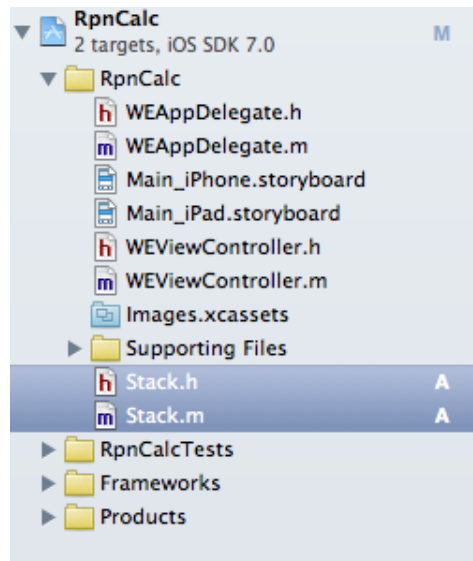 RpnCalc
2 targets, iOS SDK 7.0 M
RpnCalc
h WEAppDelegate.h
m WEAppDelegate.m
Main_iPhone.storyboard
Main_iPad.storyboard
h WEViewController.h
m WEViewController.m
Images.xcassets
Supporting Files
h Stack.h A
m Stack.m A
RpnCalcTests
Frameworks
Products